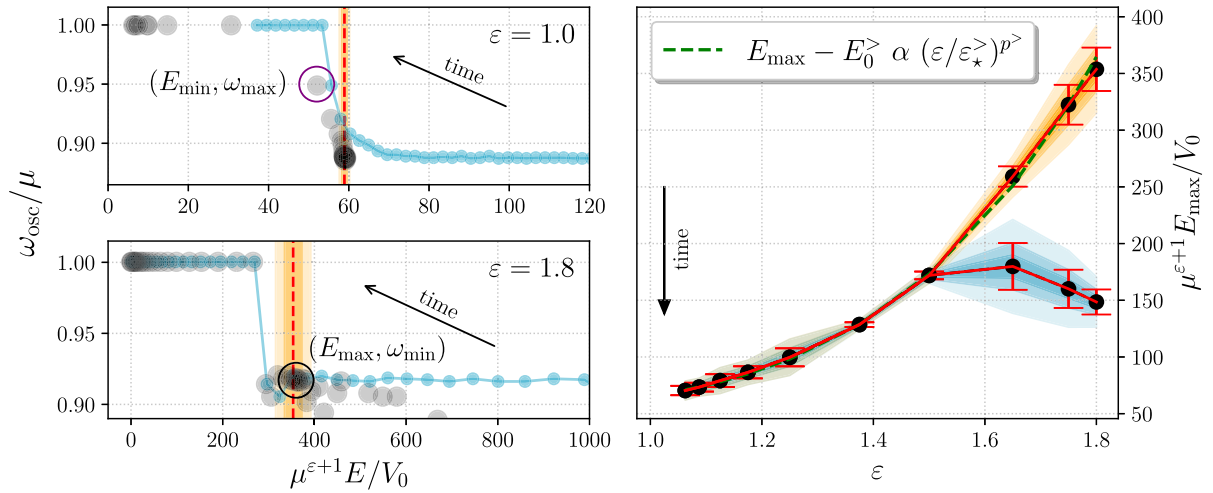 ω_osc/μ
1.00
0.95
0.90
ε = 1.0
(E_min, ω_max)
time
0 20 40 60 80 100 120
1.00
0.95
0.90
ε = 1.8
(E_max, ω_min)
time
0 200 400 600 800 1000
μ^{ε+1}E/V_0
E_max − E_0^> α (ε/ε_⋆^>)^{p^>}
time
400
350
300
250
200
150
100
50
μ^{ε+1}E_max/V_0
1.0 1.2 1.4 1.6 1.8
ε